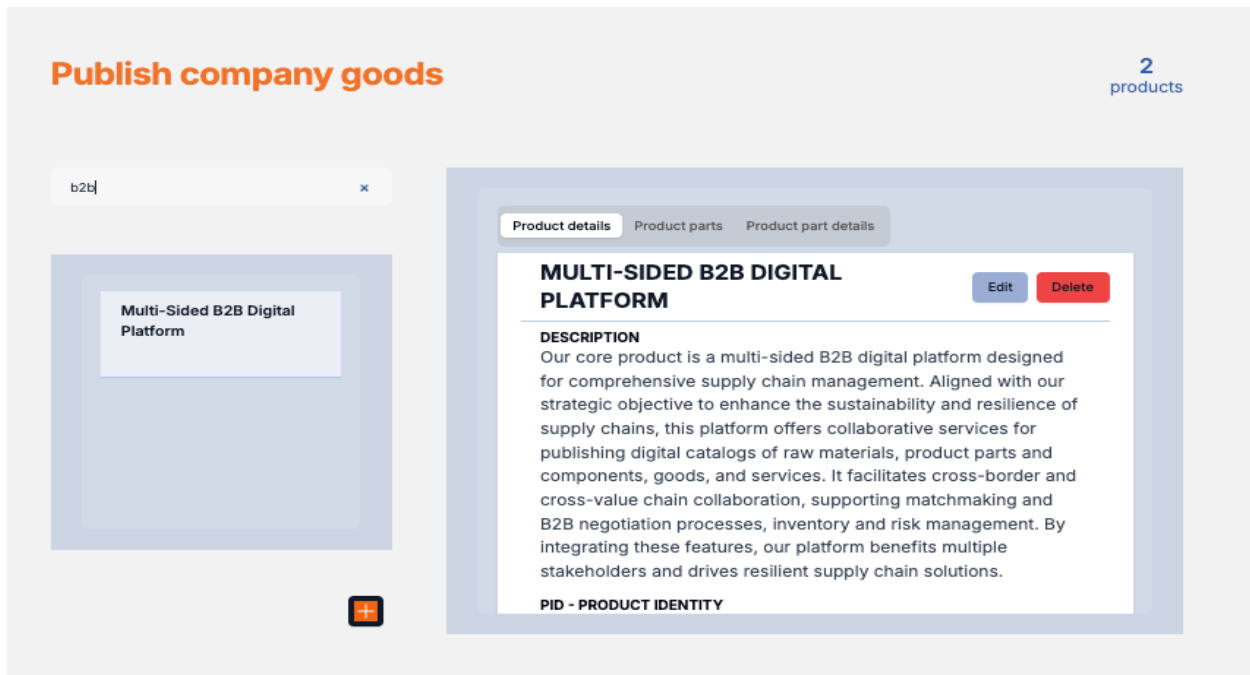 Publish company goods
2
products
b2b
×
Multi-Sided B2B Digital
Platform
Product details Product parts Product part details
MULTI-SIDED B2B DIGITAL
PLATFORM
Edit Delete
DESCRIPTION
Our core product is a multi-sided B2B digital platform designed
for comprehensive supply chain management. Aligned with our
strategic objective to enhance the sustainability and resilience of
supply chains, this platform offers collaborative services for
publishing digital catalogs of raw materials, product parts and
components, goods, and services. It facilitates cross-border and
cross-value chain collaboration, supporting matchmaking and
B2B negotiation processes, inventory and risk management. By
integrating these features, our platform benefits multiple
stakeholders and drives resilient supply chain solutions.
PID - PRODUCT IDENTITY